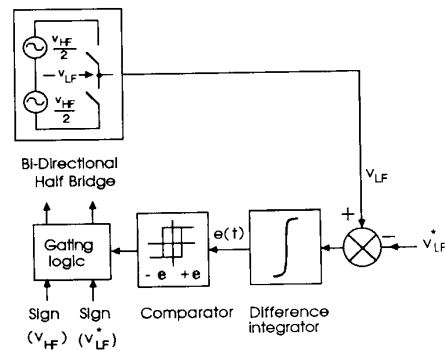 v_HF
2
v_LF
v_HF
2
Bi-Directional
Half Bridge
v_LF
+
−
v*_LF
e(t)
Gating
logic
- e +e
Sign
(v_HF)
Sign
(v*_LF)
Comparator
Difference
integrator